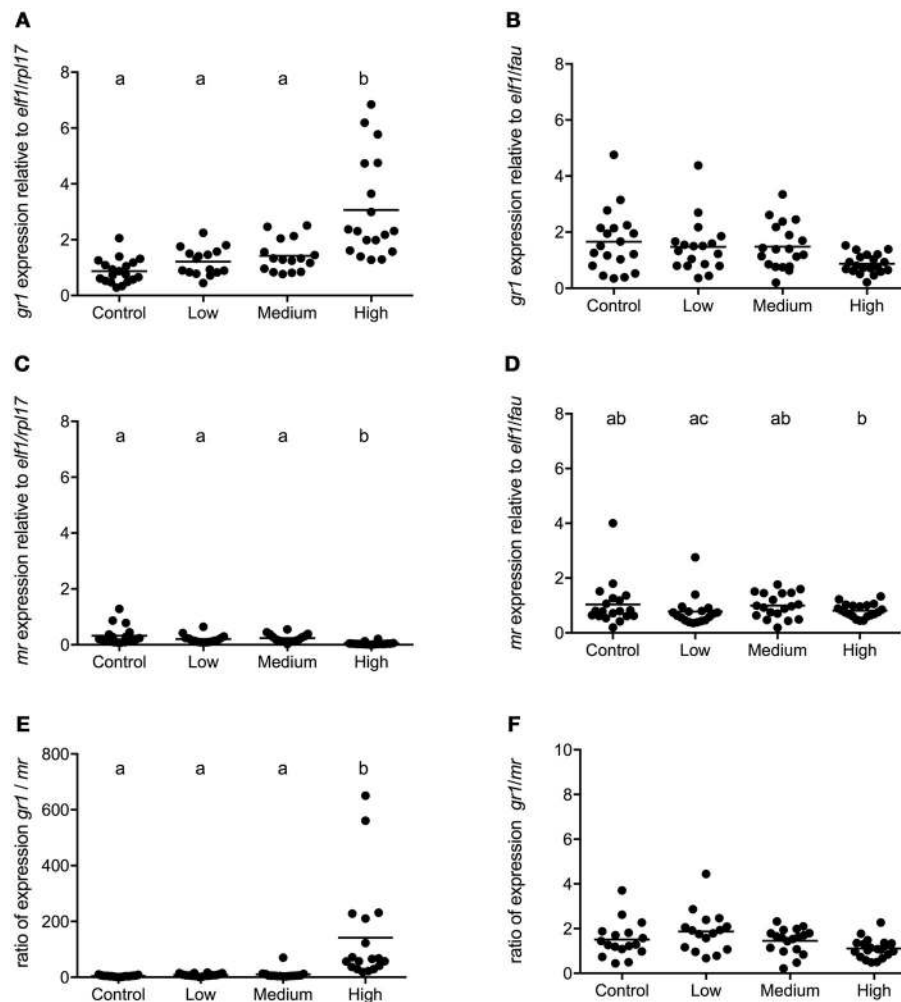 A
gr1 expression relative to elf1/rpl17
8
6
4
2
0
a a a b
Control Low Medium High
B
gr1 expression relative to elf1/fau
8
6
4
2
0
Control Low Medium High
C
mr expression relative to elf1/rpl17
8
6
4
2
0
a a a b
Control Low Medium High
D
mr expression relative to elf1/fau
8
6
4
2
0
ab ac ab b
Control Low Medium High
E
ratio of expression gr1 / mr
800
600
400
200
0
a a a b
Control Low Medium High
F
ratio of expression gr1/mr
10
8
6
4
2
0
Control Low Medium High